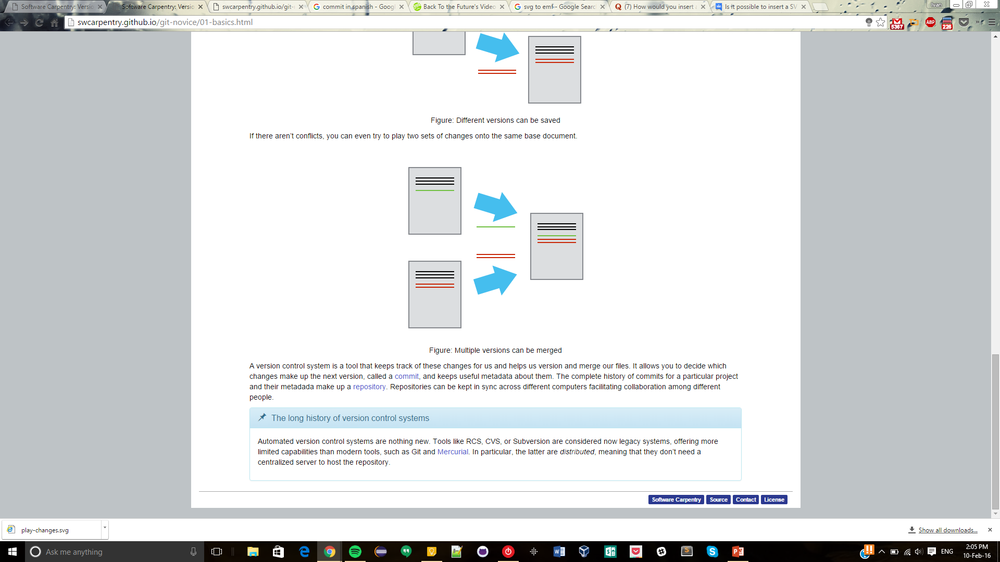 Software Carpentry: Versio
Software Carpentry: Versio
swcarpentry.github.io/git-
commit in spanish - Googl
Back To the Future's Video
svg to emf - Google Searc
(7) How would you insert a
Is it possible to insert a SV
Ivan
swcarpentry.github.io/git-novice/01-basics.html
5367
ABP
226
Figure: Different versions can be saved
If there aren't conflicts, you can even try to play two sets of changes onto the same base document.
Figure: Multiple versions can be merged
A version control system is a tool that keeps track of these changes for us and helps us version and merge our files. It allows you to decide which
changes make up the next version, called a commit, and keeps useful metadata about them. The complete history of commits for a particular project
and their metadada make up a repository. Repositories can be kept in sync across different computers facilitating collaboration among different
people.
The long history of version control systems
Automated version control systems are nothing new. Tools like RCS, CVS, or Subversion are considered now legacy systems, offering more
limited capabilities than modern tools, such as Git and Mercurial. In particular, the latter are distributed, meaning that they don't need a
centralized server to host the repository.
Software Carpentry Source Contact License
play-changes.svg
Show all downloads...
Ask me anything
ENG
2:05 PM
10-Feb-16